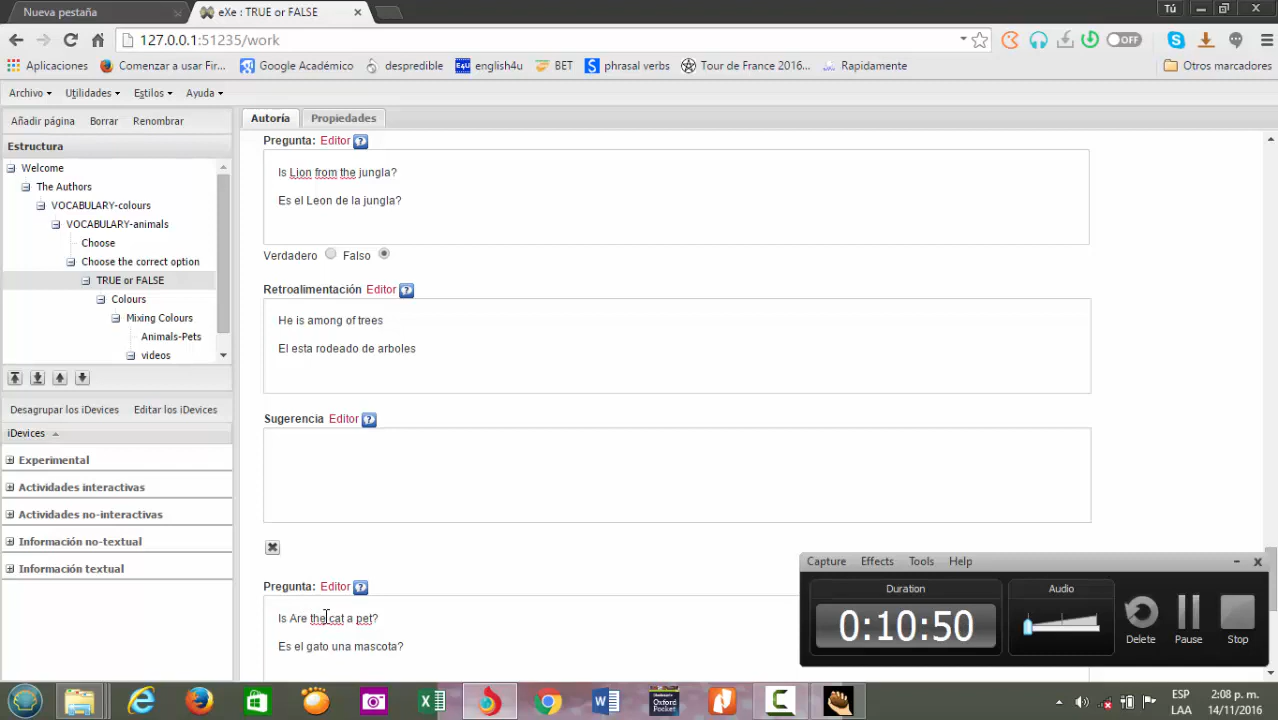 Nueva pestaña
eXe : TRUE or FALSE
Tú
127.0.0.1:51235/work
OFF
Aplicaciones
Comenzar a usar Fir...
Google Académico
despredible
E4U english4u
BET
phrasal verbs
Tour de France 2016...
Rapidamente
Otros marcadores
Archivo
Utilidades
Estilos
Ayuda
Añadir página
Borrar
Renombrar
Autoría
Propiedades
Estructura
Welcome
The Authors
VOCABULARY-colours
VOCABULARY-animals
Choose
Choose the correct option
TRUE or FALSE
Colours
Mixing Colours
Animals-Pets
videos
Desagrupar los iDevices
Editar los iDevices
iDevices
Experimental
Actividades interactivas
Actividades no-interactivas
Información no-textual
Información textual
Pregunta: Editor ?
Is Lion from the jungla?
Es el Leon de la jungla?
Verdadero
Falso
Retroalimentación Editor ?
He is among of trees
El esta rodeado de arboles
Sugerencia Editor ?
Pregunta: Editor ?
Is Are the cat a pet?
Es el gato una mascota?
Capture
Effects
Tools
Help
Duration
0:10:50
Audio
Delete
Pause
Stop
Oxford
Pocket
ESP
LAA
2:08 p. m.
14/11/2016